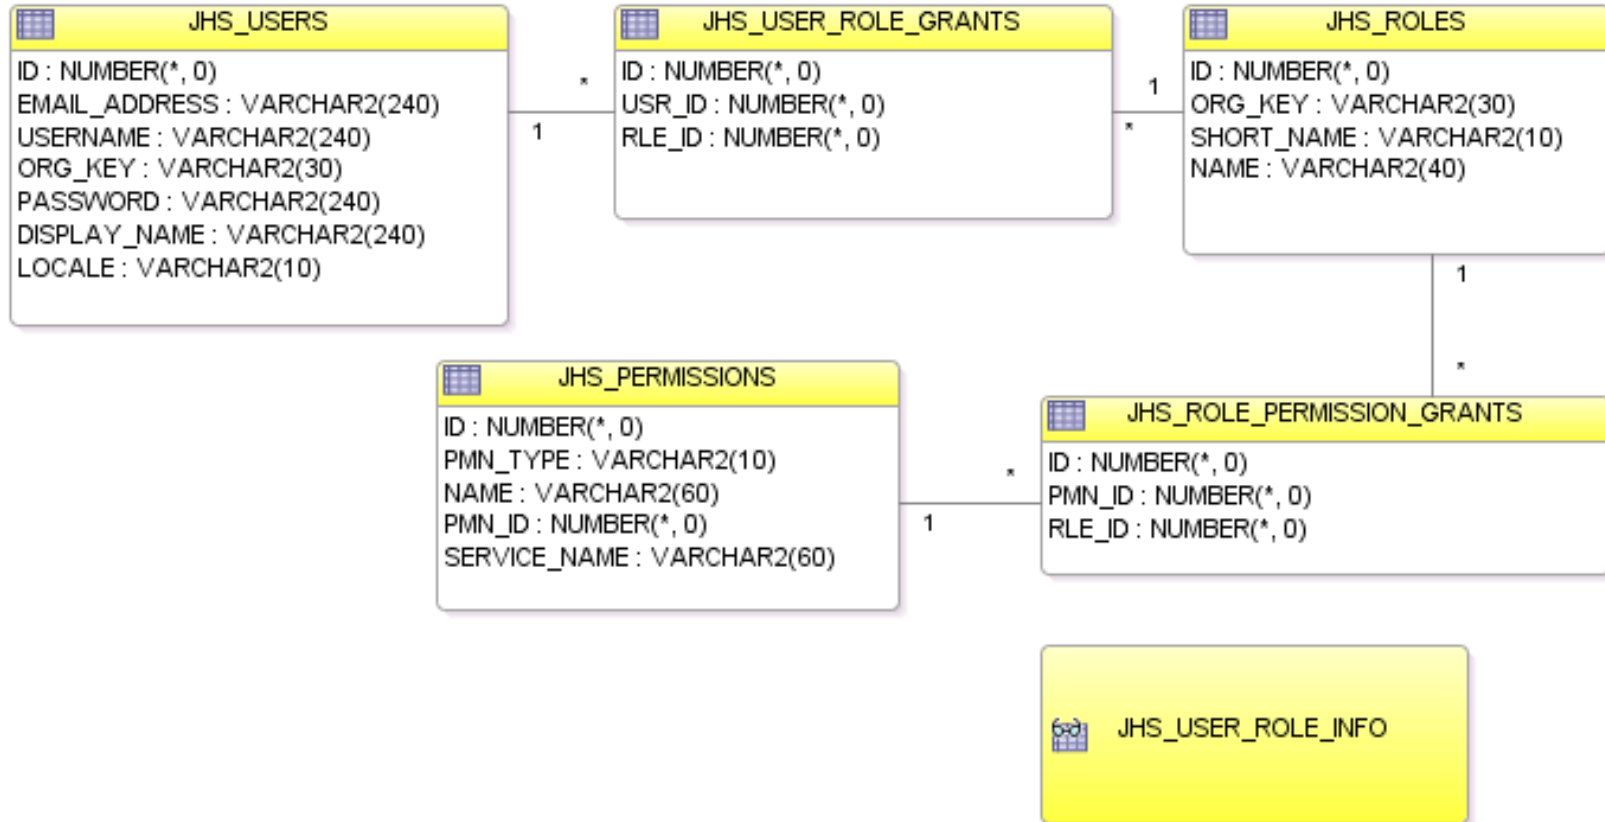 JHS_USERS
ID : NUMBER(*, 0)
EMAIL_ADDRESS : VARCHAR2(240)
USERNAME : VARCHAR2(240)
ORG_KEY : VARCHAR2(30)
PASSWORD : VARCHAR2(240)
DISPLAY_NAME : VARCHAR2(240)
LOCALE : VARCHAR2(10)
*
1
JHS_USER_ROLE_GRANTS
ID : NUMBER(*, 0)
USR_ID : NUMBER(*, 0)
RLE_ID : NUMBER(*, 0)
1
*
JHS_ROLES
ID : NUMBER(*, 0)
ORG_KEY : VARCHAR2(30)
SHORT_NAME : VARCHAR2(10)
NAME : VARCHAR2(40)
1
*
JHS_PERMISSIONS
ID : NUMBER(*, 0)
PMN_TYPE : VARCHAR2(10)
NAME : VARCHAR2(60)
PMN_ID : NUMBER(*, 0)
SERVICE_NAME : VARCHAR2(60)
*
1
JHS_ROLE_PERMISSION_GRANTS
ID : NUMBER(*, 0)
PMN_ID : NUMBER(*, 0)
RLE_ID : NUMBER(*, 0)
JHS_USER_ROLE_INFO